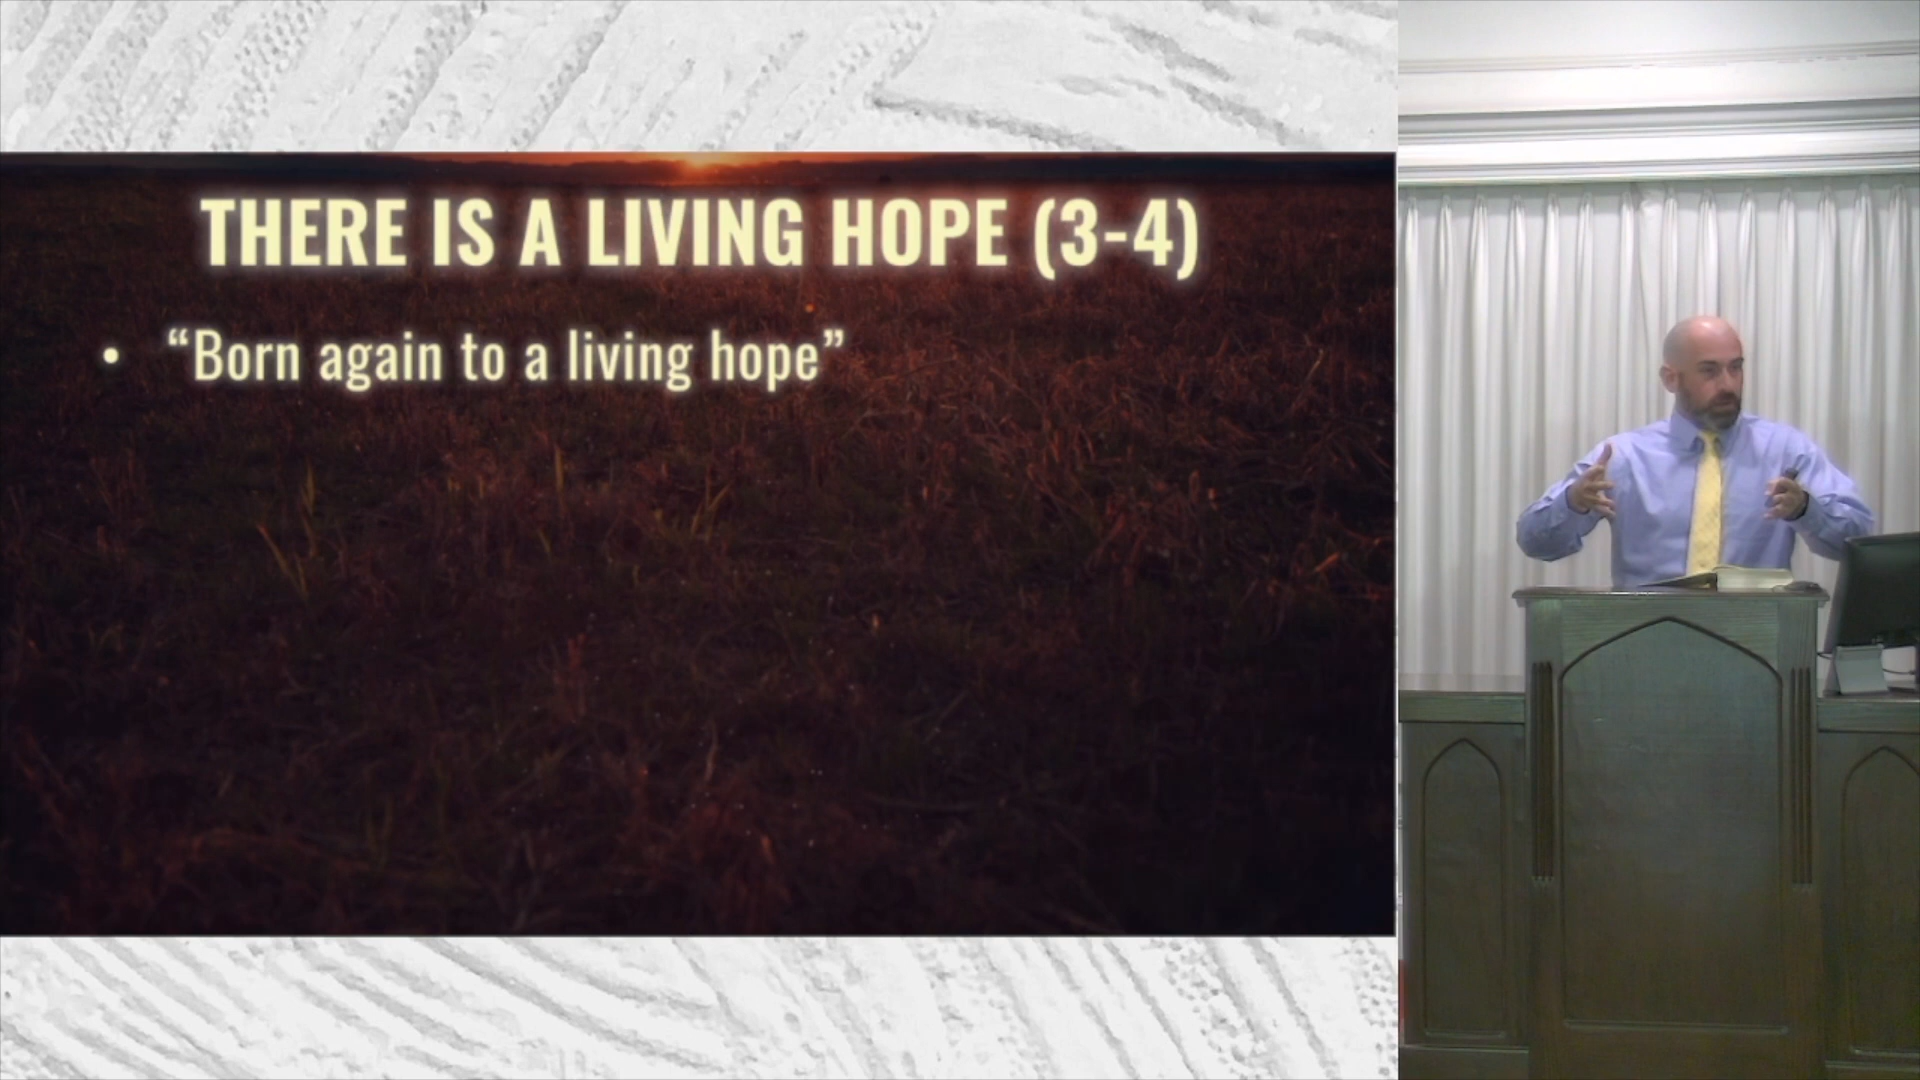 THERE IS A LIVING HOPE (3-4)
• “Born again to a living hope”